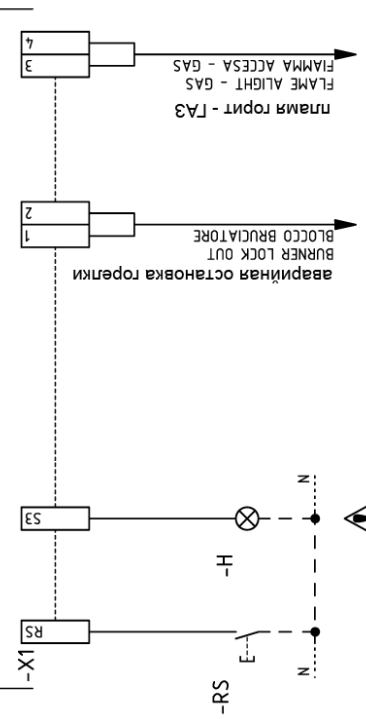 4
3
FIAMMA ACCESA - GAS
FLAME ALIGHT - GAS
пламя горит - ГАЗ
2
1
BLOCCO BRUCIATORE
BURNER LOCK OUT
аварийная остановка горелки
S3
N
-H
RS
-X1
N
-RS